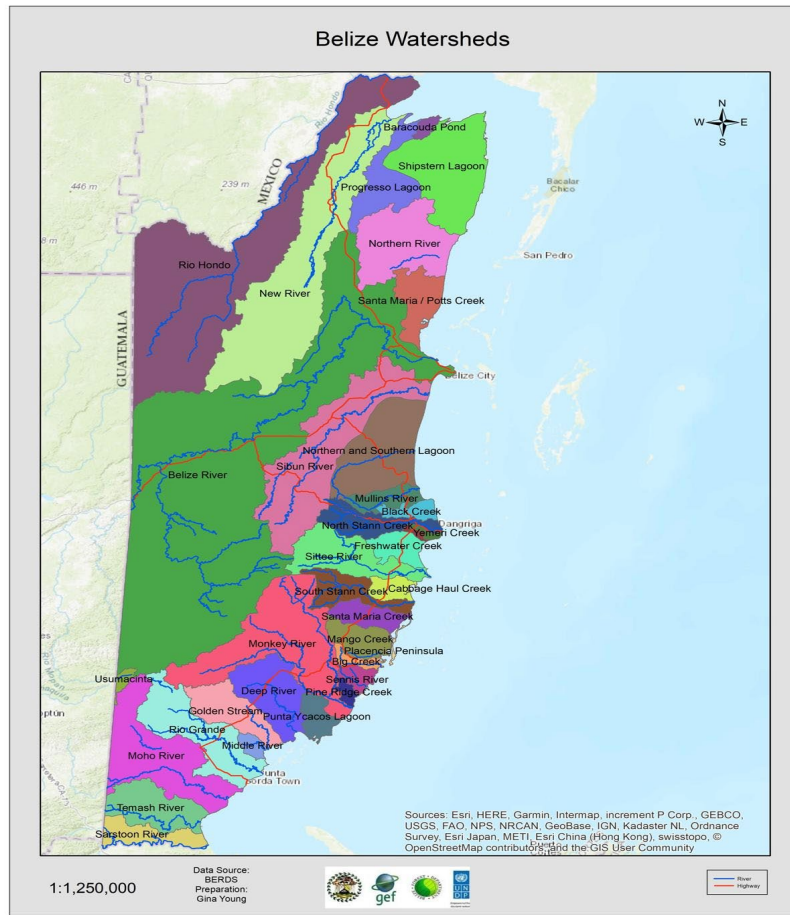 Belize Watersheds
N
W E
S
MEXICO
GUATEMALA
Rio Hondo
446 m
239 m
Baracouda Pond
Shipstern Lagoon
Progresso Lagoon
Bacalar
Chico
Northern River
San Pedro
Rio Hondo
New River
Santa Maria / Potts Creek
Belize City
Northern and Southern Lagoon
Sibun River
Belize River
Mullins River
Black Creek
Dangriga
North Stann Creek
Yemeri Creek
Freshwater Creek
Sittee River
Cabbage Haul Creek
South Stann Creek
Santa Maria Creek
Mango Creek
Monkey River
Placencia Peninsula
Big Creek
Sennis River
Usumacinta
Deep River
Pine Ridge Creek
Golden Stream
Punta Ycacos Lagoon
Rio Grande
Middle River
Moho River
Temash River
Sarstoon River
Sources: Esri, HERE, Garmin, Intermap, increment P Corp., GEBCO,
USGS, FAO, NPS, NRCAN, GeoBase, IGN, Kadaster NL, Ordnance
Survey, Esri Japan, METI, Esri China (Hong Kong), swisstopo, ©
OpenStreetMap contributors, and the GIS User Community
1:1,250,000
Data Source:
BERDS
Preparation:
Gina Young
gef
U N
D P
River
Highway